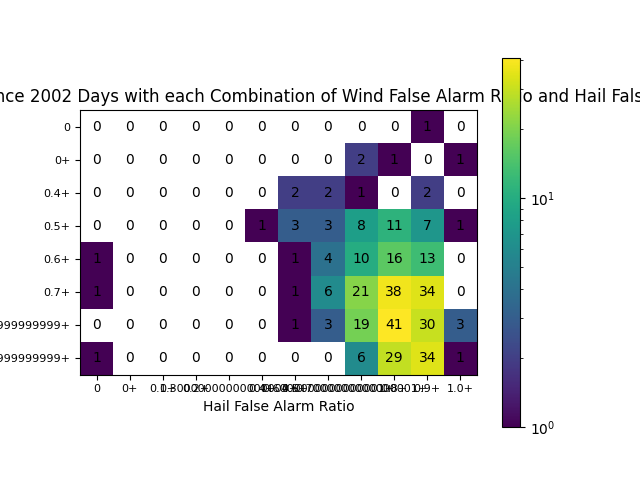 nce 2002 Days with each Combination of Wind False Alarm R tio and Hail Fals
0 0 0 0 0 0 0 0 0 0 0 1 0
0+ 0 0 0 0 0 0 0 0 2 1 0 1
0.4+ 0 0 0 0 0 0 2 2 1 0 2 0
0.5+ 0 0 0 0 0 1 3 3 8 11 7 1
0.6+ 1 0 0 0 0 0 1 4 10 16 13 0
0.7+ 1 0 0 0 0 0 1 6 21 38 34 0
999999999+ 0 0 0 0 0 0 1 3 19 41 30 3
999999999+ 1 0 0 0 0 0 0 0 6 29 34 1
0 0+ 0.9+ 1.0+
Hail False Alarm Ratio
10¹
10⁰